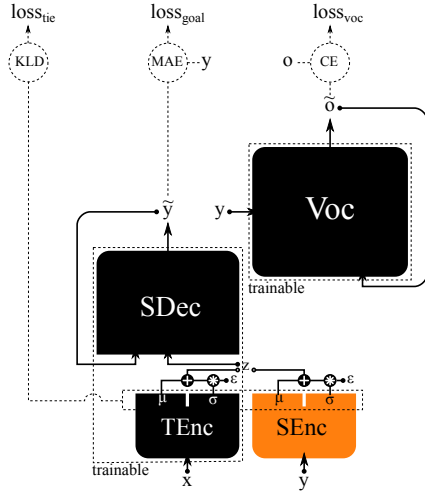 loss_tie loss_goal loss_voc
KLD MAE y o CE
õ
ỹ y Voc
trainable
SDec
z
ε ε
μ σ μ σ
TEnc SEnc
trainable
x y